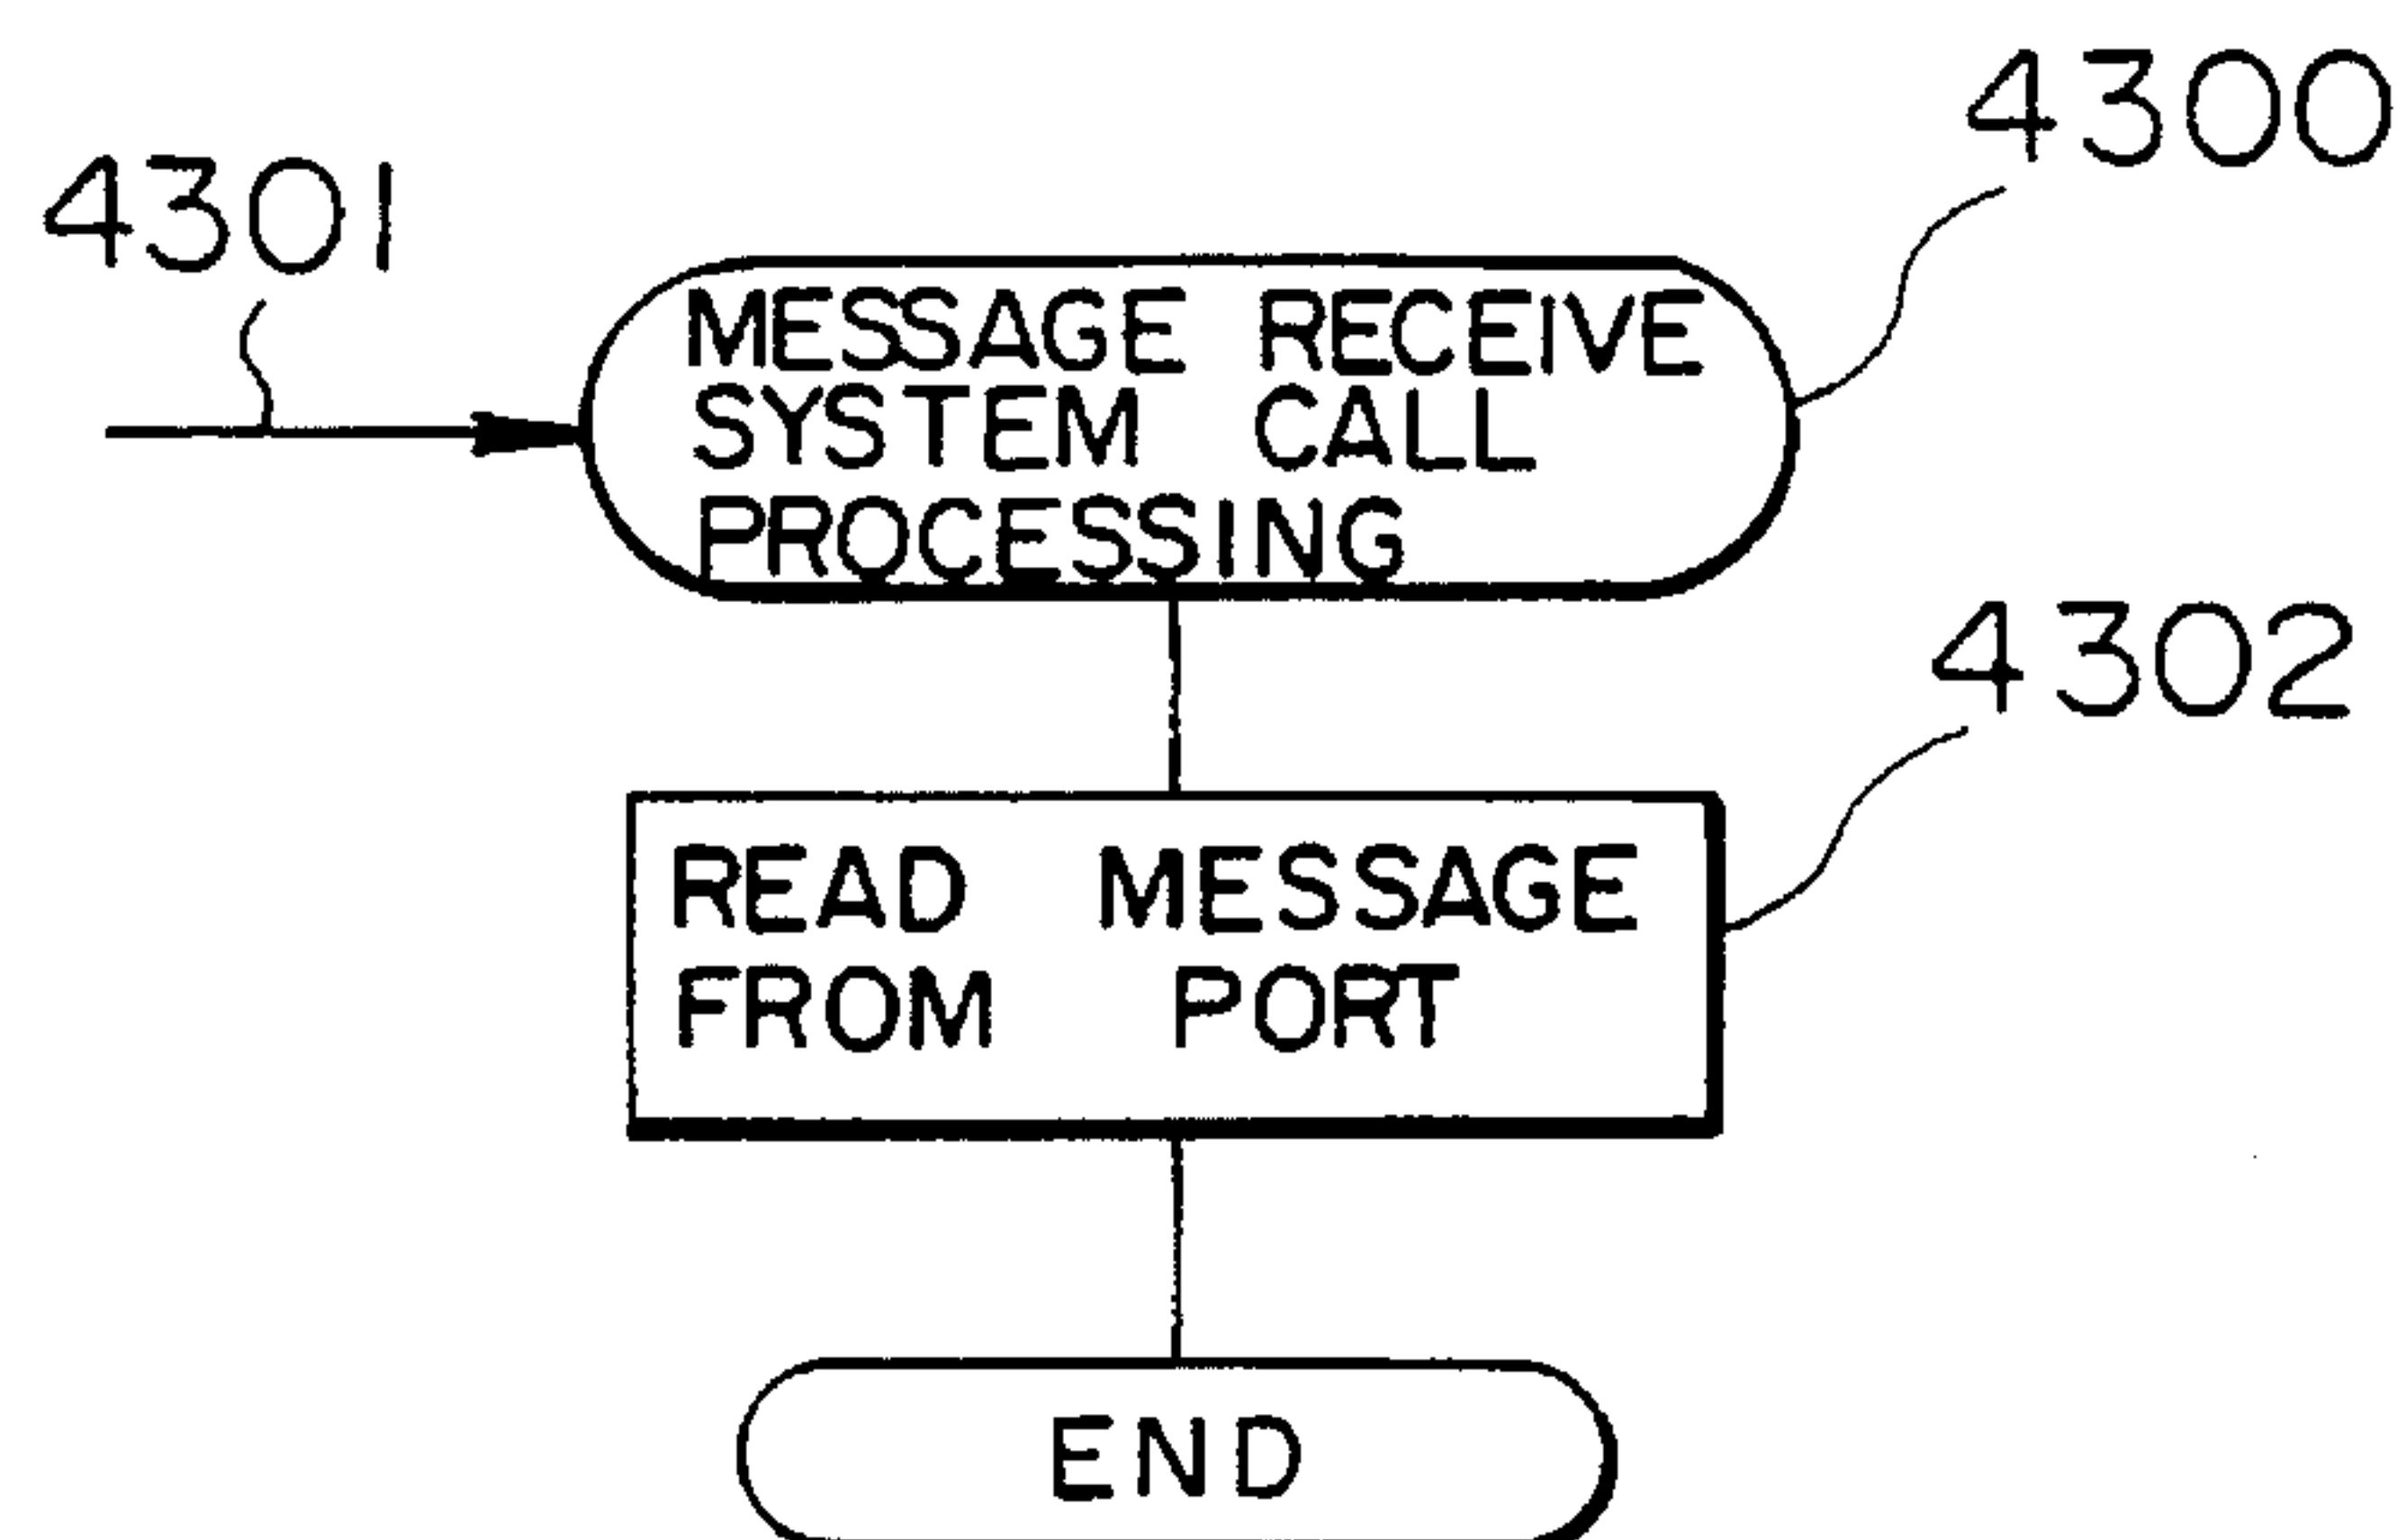 4300
4301
MESSAGE RECEIVE
SYSTEM CALL
PROCESSING
4302
READ MESSAGE
FROM PORT
END